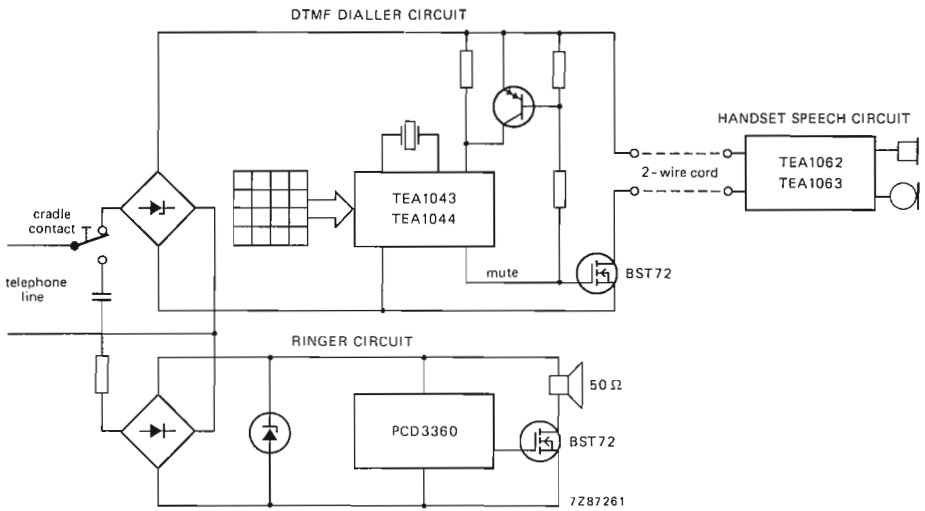 DTMF DIALLER CIRCUIT
HANDSET SPEECH CIRCUIT
2-wire cord
TEA1062
TEA1063
TEA1043
TEA1044
cradle
contact
telephone
line
mute
BST72
RINGER CIRCUIT
50 Ω
PCD3360
BST72
7Z87261